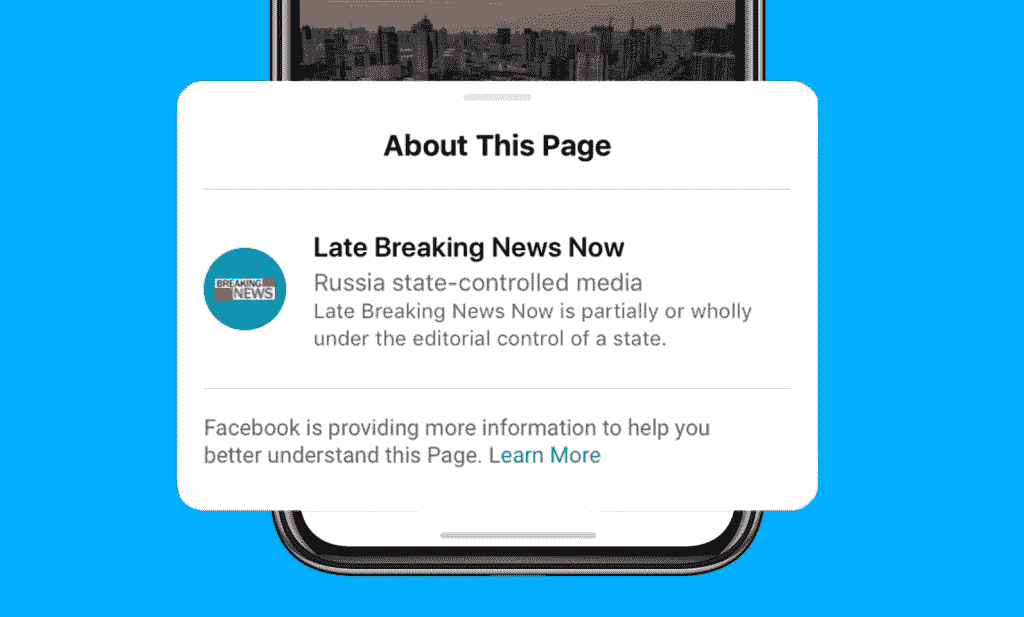 About This Page
Late Breaking News Now
Russia state-controlled media
BREAKING
NEWS
Late Breaking News Now is partially or wholly
under the editorial control of a state.
Facebook is providing more information to help you
better understand this Page. Learn More